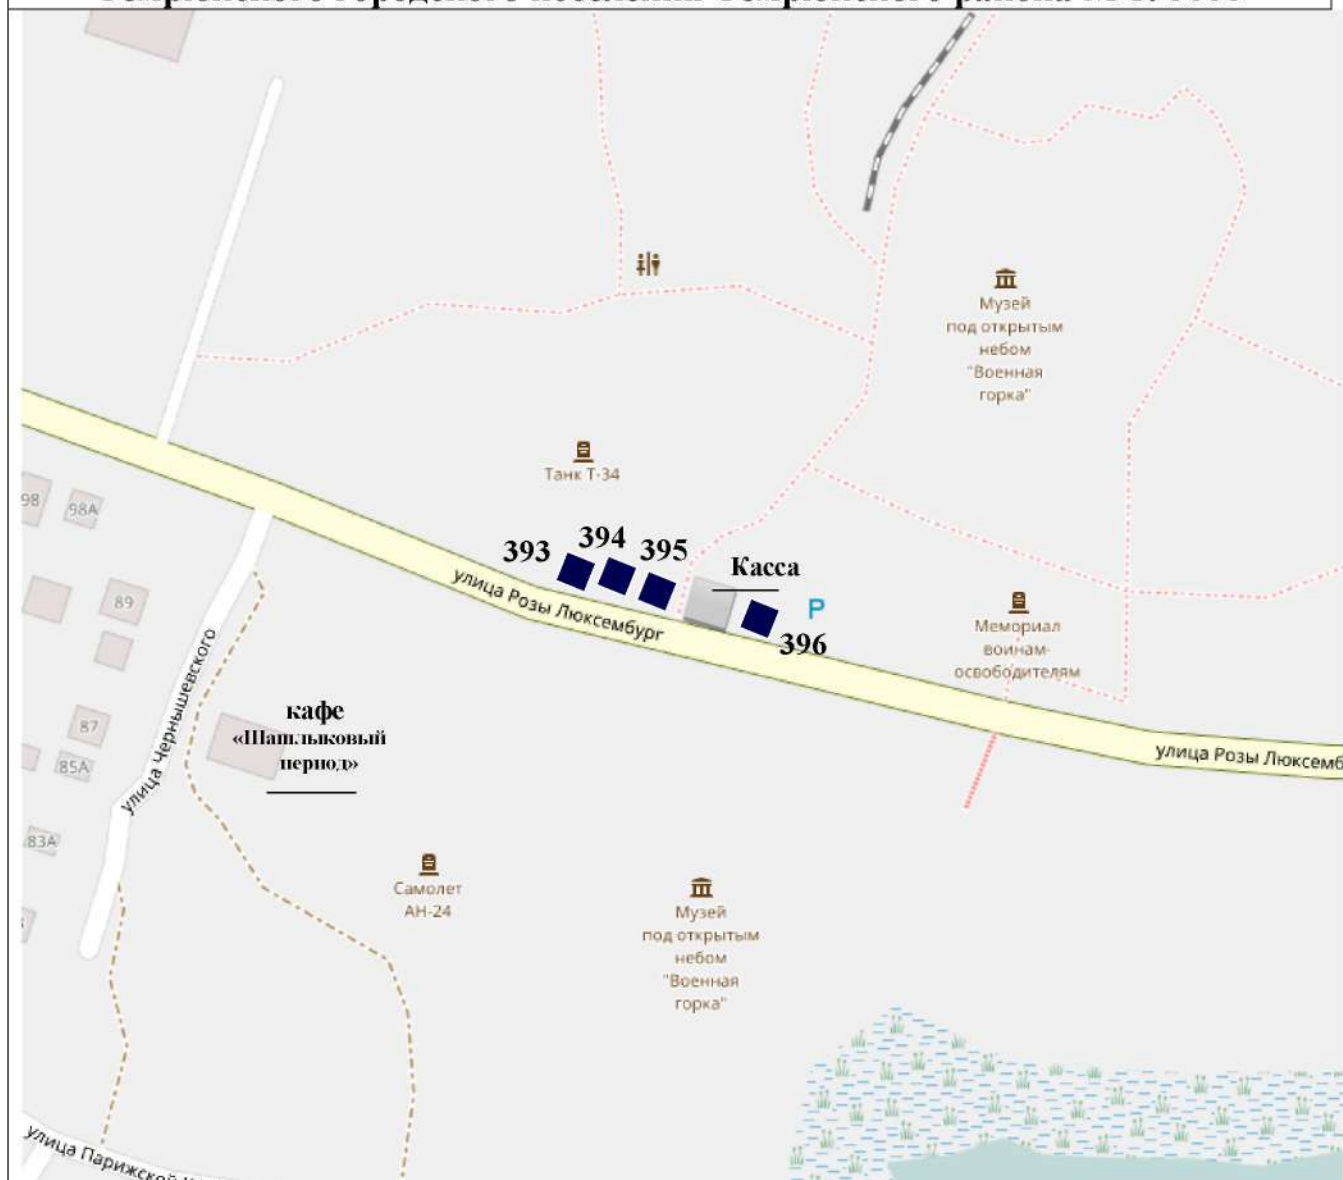 Музей
под открытым
небом
"Военная
горка"
Танк Т-34
98
98А
393
394
395
Касса
P
396
улица Розы Люксембург
89
Мемориал
воинам-
освободителям
улица Чернышевского
кафе
«Шашлыковый
период»
87
85А
улица Розы Люксемб
83А
Самолет
АН-24
Музей
под открытым
небом
"Военная
горка"
улица Парижской